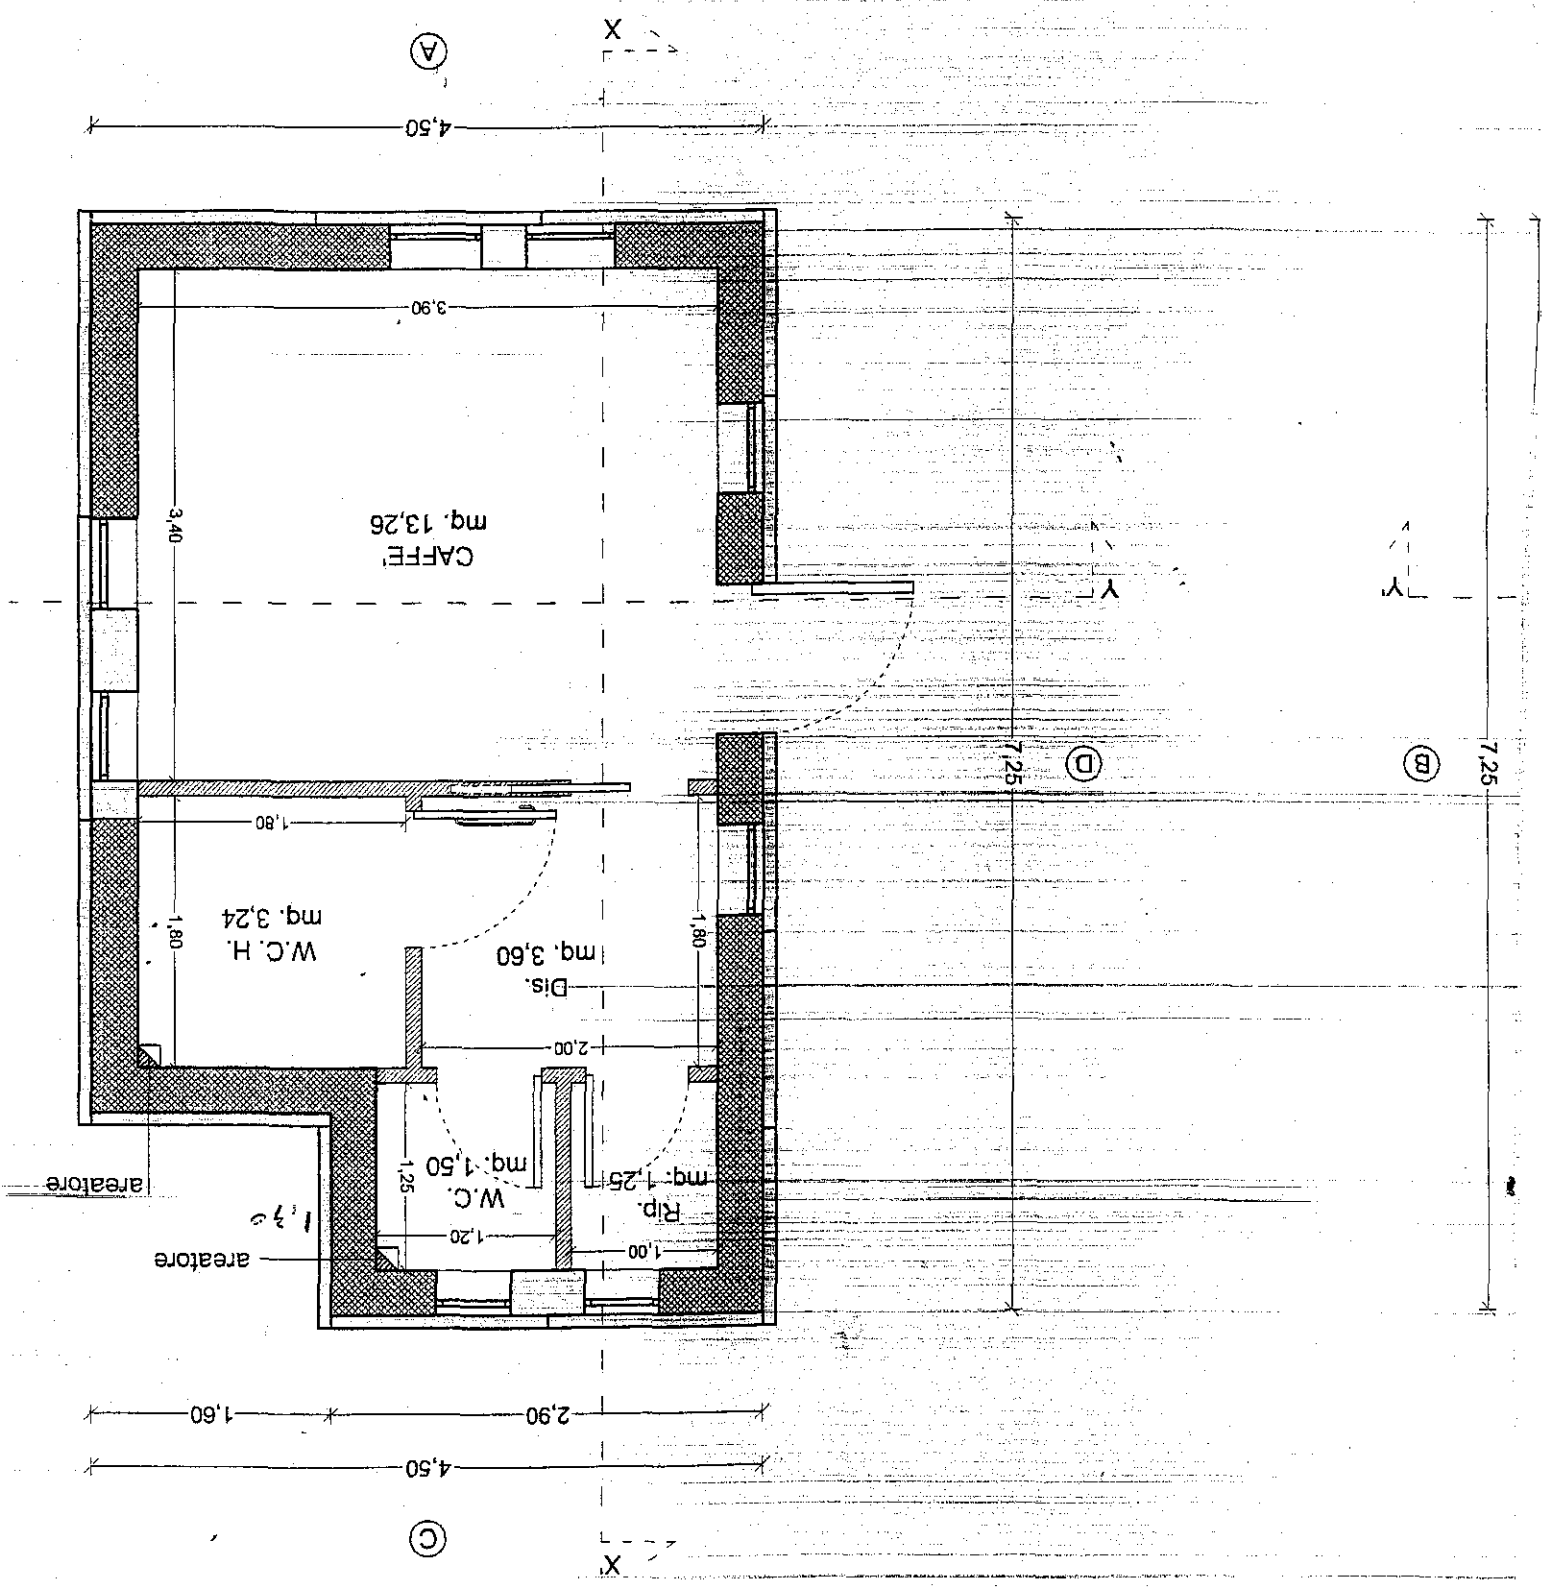 X'
C
4,50
2,90
1,60
areatore
1,30
areatore
1,00
1,20
Rip.
mq. 1,25
W.C.
mq. 1,50
1,25
2,00
Dis.
mq. 3,60
W.C. H.
mq. 3,24
1,80
1,80
1,80
7,25
B
D
7,25
Y'
Y
CAFFE'
mq. 13,26
3,40
3,90
4,50
A
X